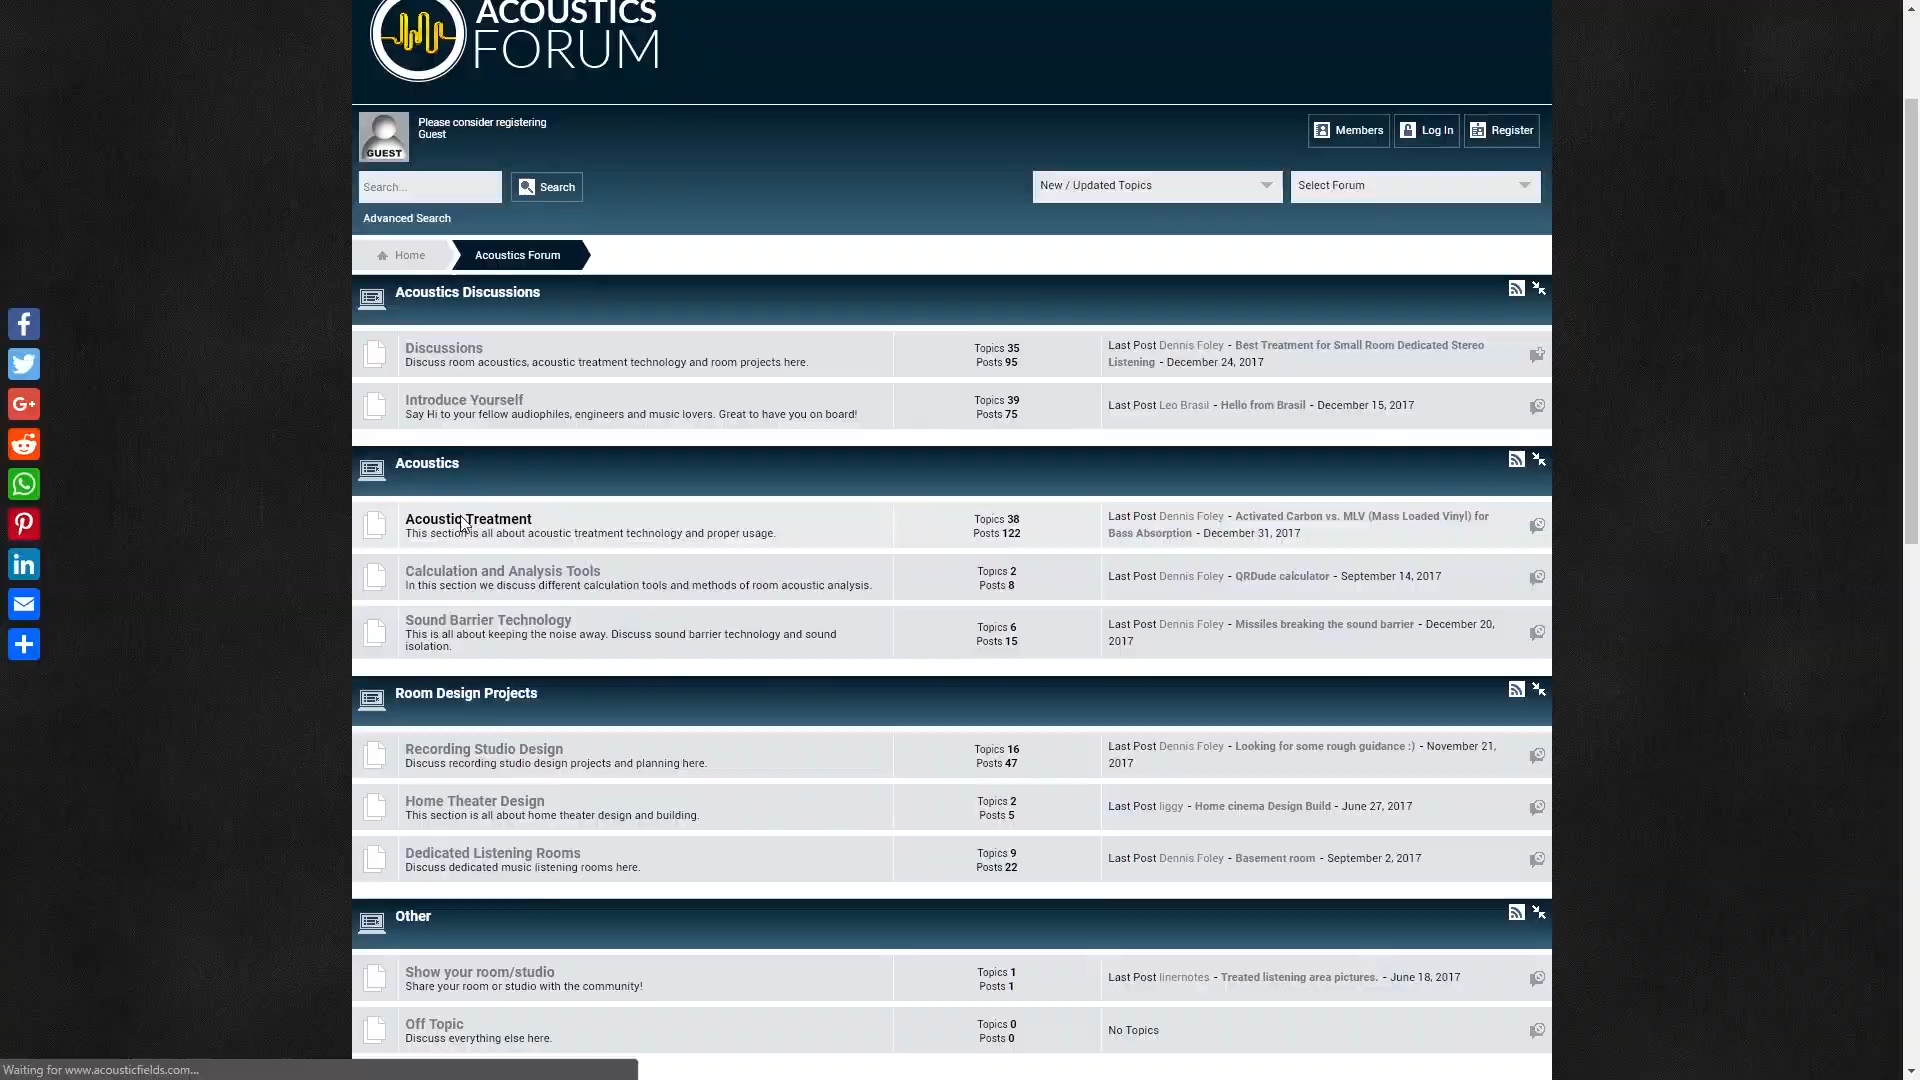 ACOUSTICS
FORUM
GUEST
Please consider registering
Guest
Members
Log In
Register
Search...
Search
New / Updated Topics
Select Forum
Advanced Search
Home
Acoustics Forum
Acoustics Discussions
Discussions
Discuss room acoustics, acoustic treatment technology and room projects here.
Topics 35
Posts 95
Last Post Dennis Foley - Best Treatment for Small Room Dedicated Stereo
Listening - December 24, 2017
Introduce Yourself
Say Hi to your fellow audiophiles, engineers and music lovers. Great to have you on board!
Topics 39
Posts 75
Last Post Leo Brasil - Hello from Brasil - December 15, 2017
Acoustics
Acoustic Treatment
This section is all about acoustic treatment technology and proper usage.
Topics 38
Posts 122
Last Post Dennis Foley - Activated Carbon vs. MLV (Mass Loaded Vinyl) for
Bass Absorption - December 31, 2017
Calculation and Analysis Tools
In this section we discuss different calculation tools and methods of room acoustic analysis.
Topics 2
Posts 8
Last Post Dennis Foley - QRDude calculator - September 14, 2017
Sound Barrier Technology
This is all about keeping the noise away. Discuss sound barrier technology and sound
isolation.
Topics 6
Posts 15
Last Post Dennis Foley - Missiles breaking the sound barrier - December 20,
2017
Room Design Projects
Recording Studio Design
Discuss recording studio design projects and planning here.
Topics 16
Posts 47
Last Post Dennis Foley - Looking for some rough guidance :) - November 21,
2017
Home Theater Design
This section is all about home theater design and building.
Topics 2
Posts 5
Last Post liggy - Home cinema Design Build - June 27, 2017
Dedicated Listening Rooms
Discuss dedicated music listening rooms here.
Topics 9
Posts 22
Last Post Dennis Foley - Basement room - September 2, 2017
Other
Show your room/studio
Share your room or studio with the community!
Topics 1
Posts 1
Last Post linernotes - Treated listening area pictures. - June 18, 2017
Off Topic
Discuss everything else here.
Topics 0
Posts 0
No Topics
Waiting for www.acousticfields.com...